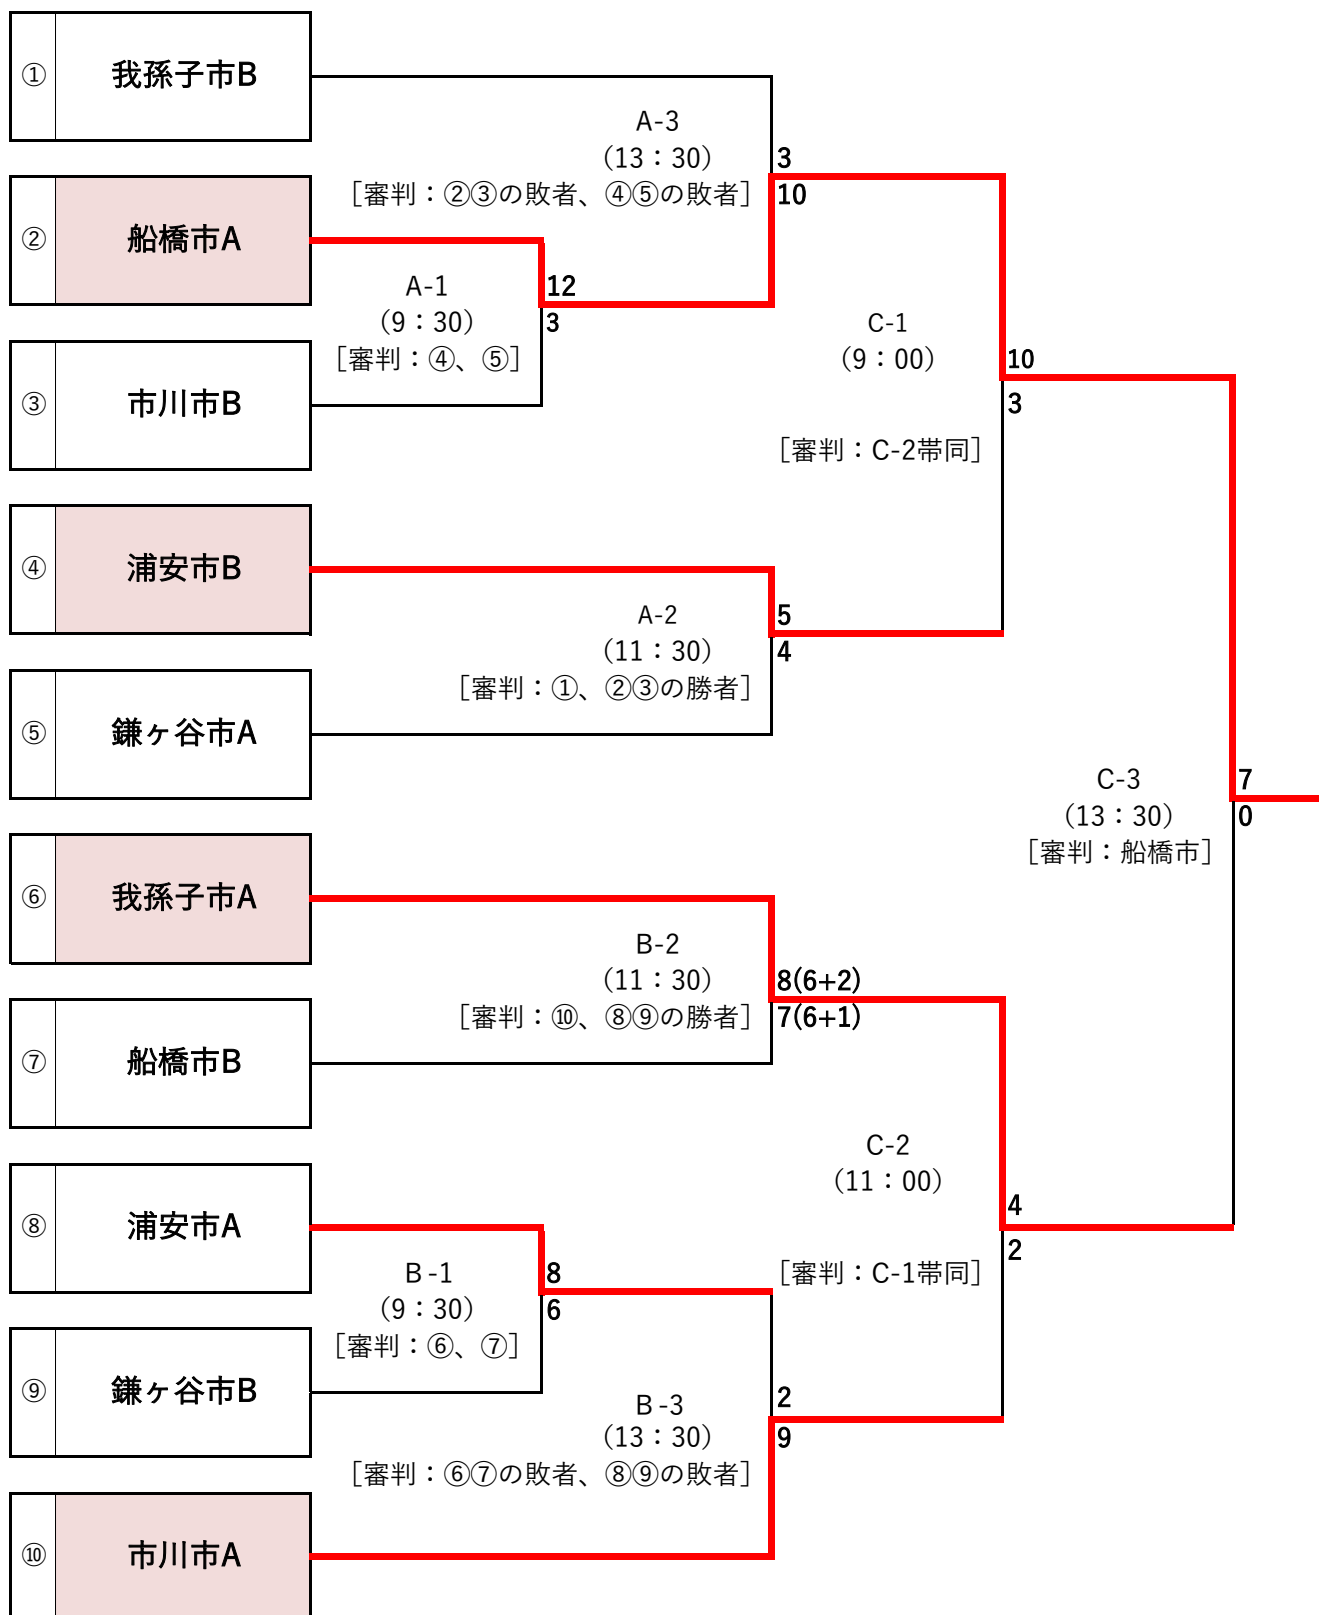 ① 我孫子市B
A-3
(13：30)
3
[審判：②③の敗者、④⑤の敗者]
10
② 船橋市A
A-1
12
(9：30)
3
[審判：④、⑤]
C-1
(9：00)
10
3
[審判：C-2帯同]
③ 市川市B
④ 浦安市B
A-2
5
(11：30)
4
[審判：①、②③の勝者]
⑤ 鎌ヶ谷市A
C-3
7
(13：30)
0
[審判：船橋市]
⑥ 我孫子市A
B-2
(11：30)
8(6+2)
[審判：⑩、⑧⑨の勝者]
7(6+1)
⑦ 船橋市B
C-2
(11：00)
4
2
[審判：C-1帯同]
⑧ 浦安市A
B-1
8
(9：30)
6
[審判：⑥、⑦]
⑨ 鎌ヶ谷市B
B-3
2
(13：30)
9
[審判：⑥⑦の敗者、⑧⑨の敗者]
⑩ 市川市A